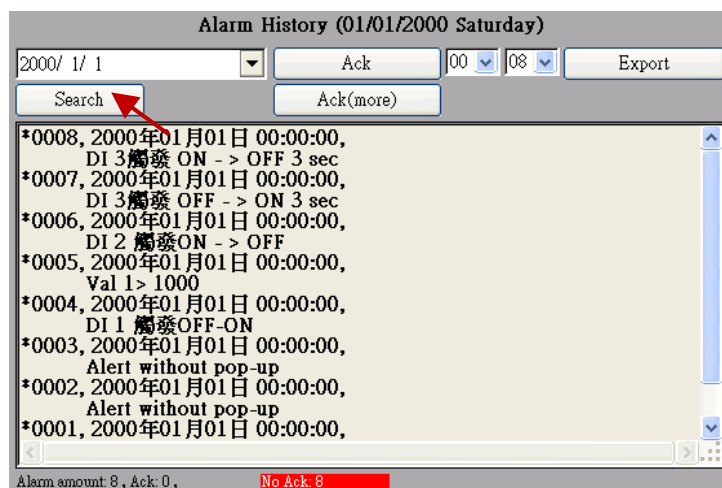 Alarm History (01/01/2000 Saturday)
2000/ 1/ 1 Ack 00 08 Export
Search Ack(more)
*0008, 2000年01月01日 00:00:00,
DI 3觸發 ON - > OFF 3 sec
*0007, 2000年01月01日 00:00:00,
DI 3觸發 OFF - > ON 3 sec
*0006, 2000年01月01日 00:00:00,
DI 2 觸發ON - > OFF
*0005, 2000年01月01日 00:00:00,
Val 1> 1000
*0004, 2000年01月01日 00:00:00,
DI 1 觸發OFF-ON
*0003, 2000年01月01日 00:00:00,
Alert without pop-up
*0002, 2000年01月01日 00:00:00,
Alert without pop-up
*0001, 2000年01月01日 00:00:00,
Alarm amount: 8 , Ack: 0 , No Ack: 8